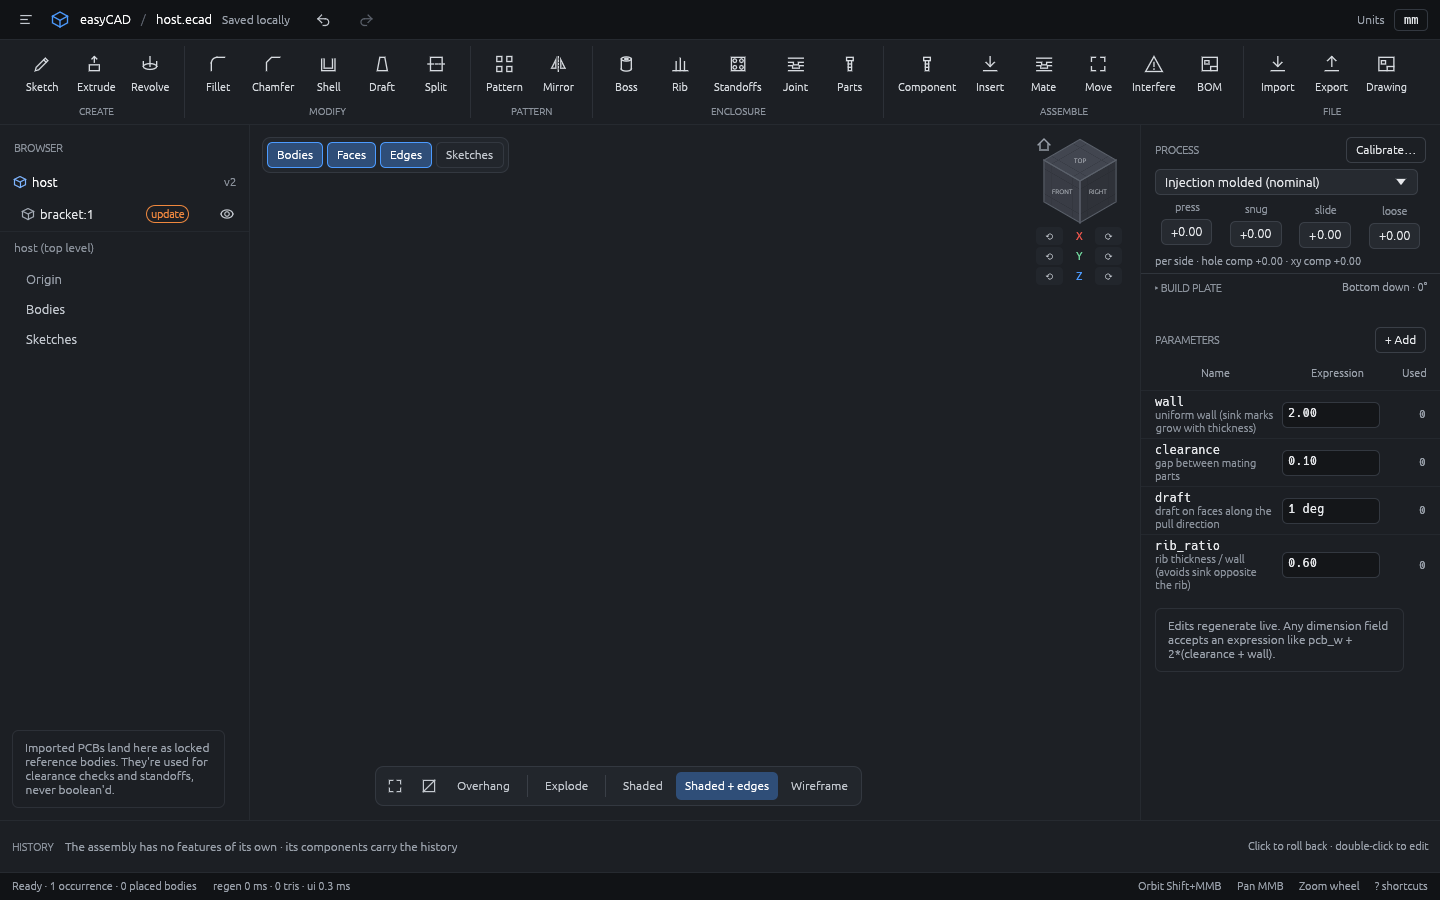 easyCAD / host.ecad Saved locally
Units mm
Sketch Extrude Revolve
CREATE
Fillet Chamfer Shell Draft Split
MODIFY
Pattern Mirror
PATTERN
Boss Rib Standoffs Joint Parts
ENCLOSURE
Component Insert Mate Move Interfere BOM
ASSEMBLE
Import Export Drawing
FILE
BROWSER
host v2
bracket:1 update
host (top level)
Origin
Bodies
Sketches
Imported PCBs land here as locked
reference bodies. They're used for
clearance checks and standoffs,
never boolean'd.
Bodies Faces Edges Sketches
TOP
FRONT RIGHT
X
Y
Z
Overhang Explode Shaded Shaded + edges Wireframe
PROCESS Calibrate...
Injection molded (nominal)
press snug slide loose
+0.00 +0.00 +0.00 +0.00
per side · hole comp +0.00 · xy comp +0.00
BUILD PLATE Bottom down · 0°
PARAMETERS + Add
Name Expression Used
wall
uniform wall (sink marks
grow with thickness)
2.00 0
clearance
gap between mating
parts
0.10 0
draft
draft on faces along the
pull direction
1 deg 0
rib_ratio
rib thickness / wall
(avoids sink opposite
the rib)
0.60 0
Edits regenerate live. Any dimension field
accepts an expression like pcb_w +
2*(clearance + wall).
HISTORY The assembly has no features of its own · its components carry the history
Click to roll back · double-click to edit
Ready · 1 occurrence · 0 placed bodies regen 0 ms · 0 tris · ui 0.3 ms
Orbit Shift+MMB Pan MMB Zoom wheel ? shortcuts